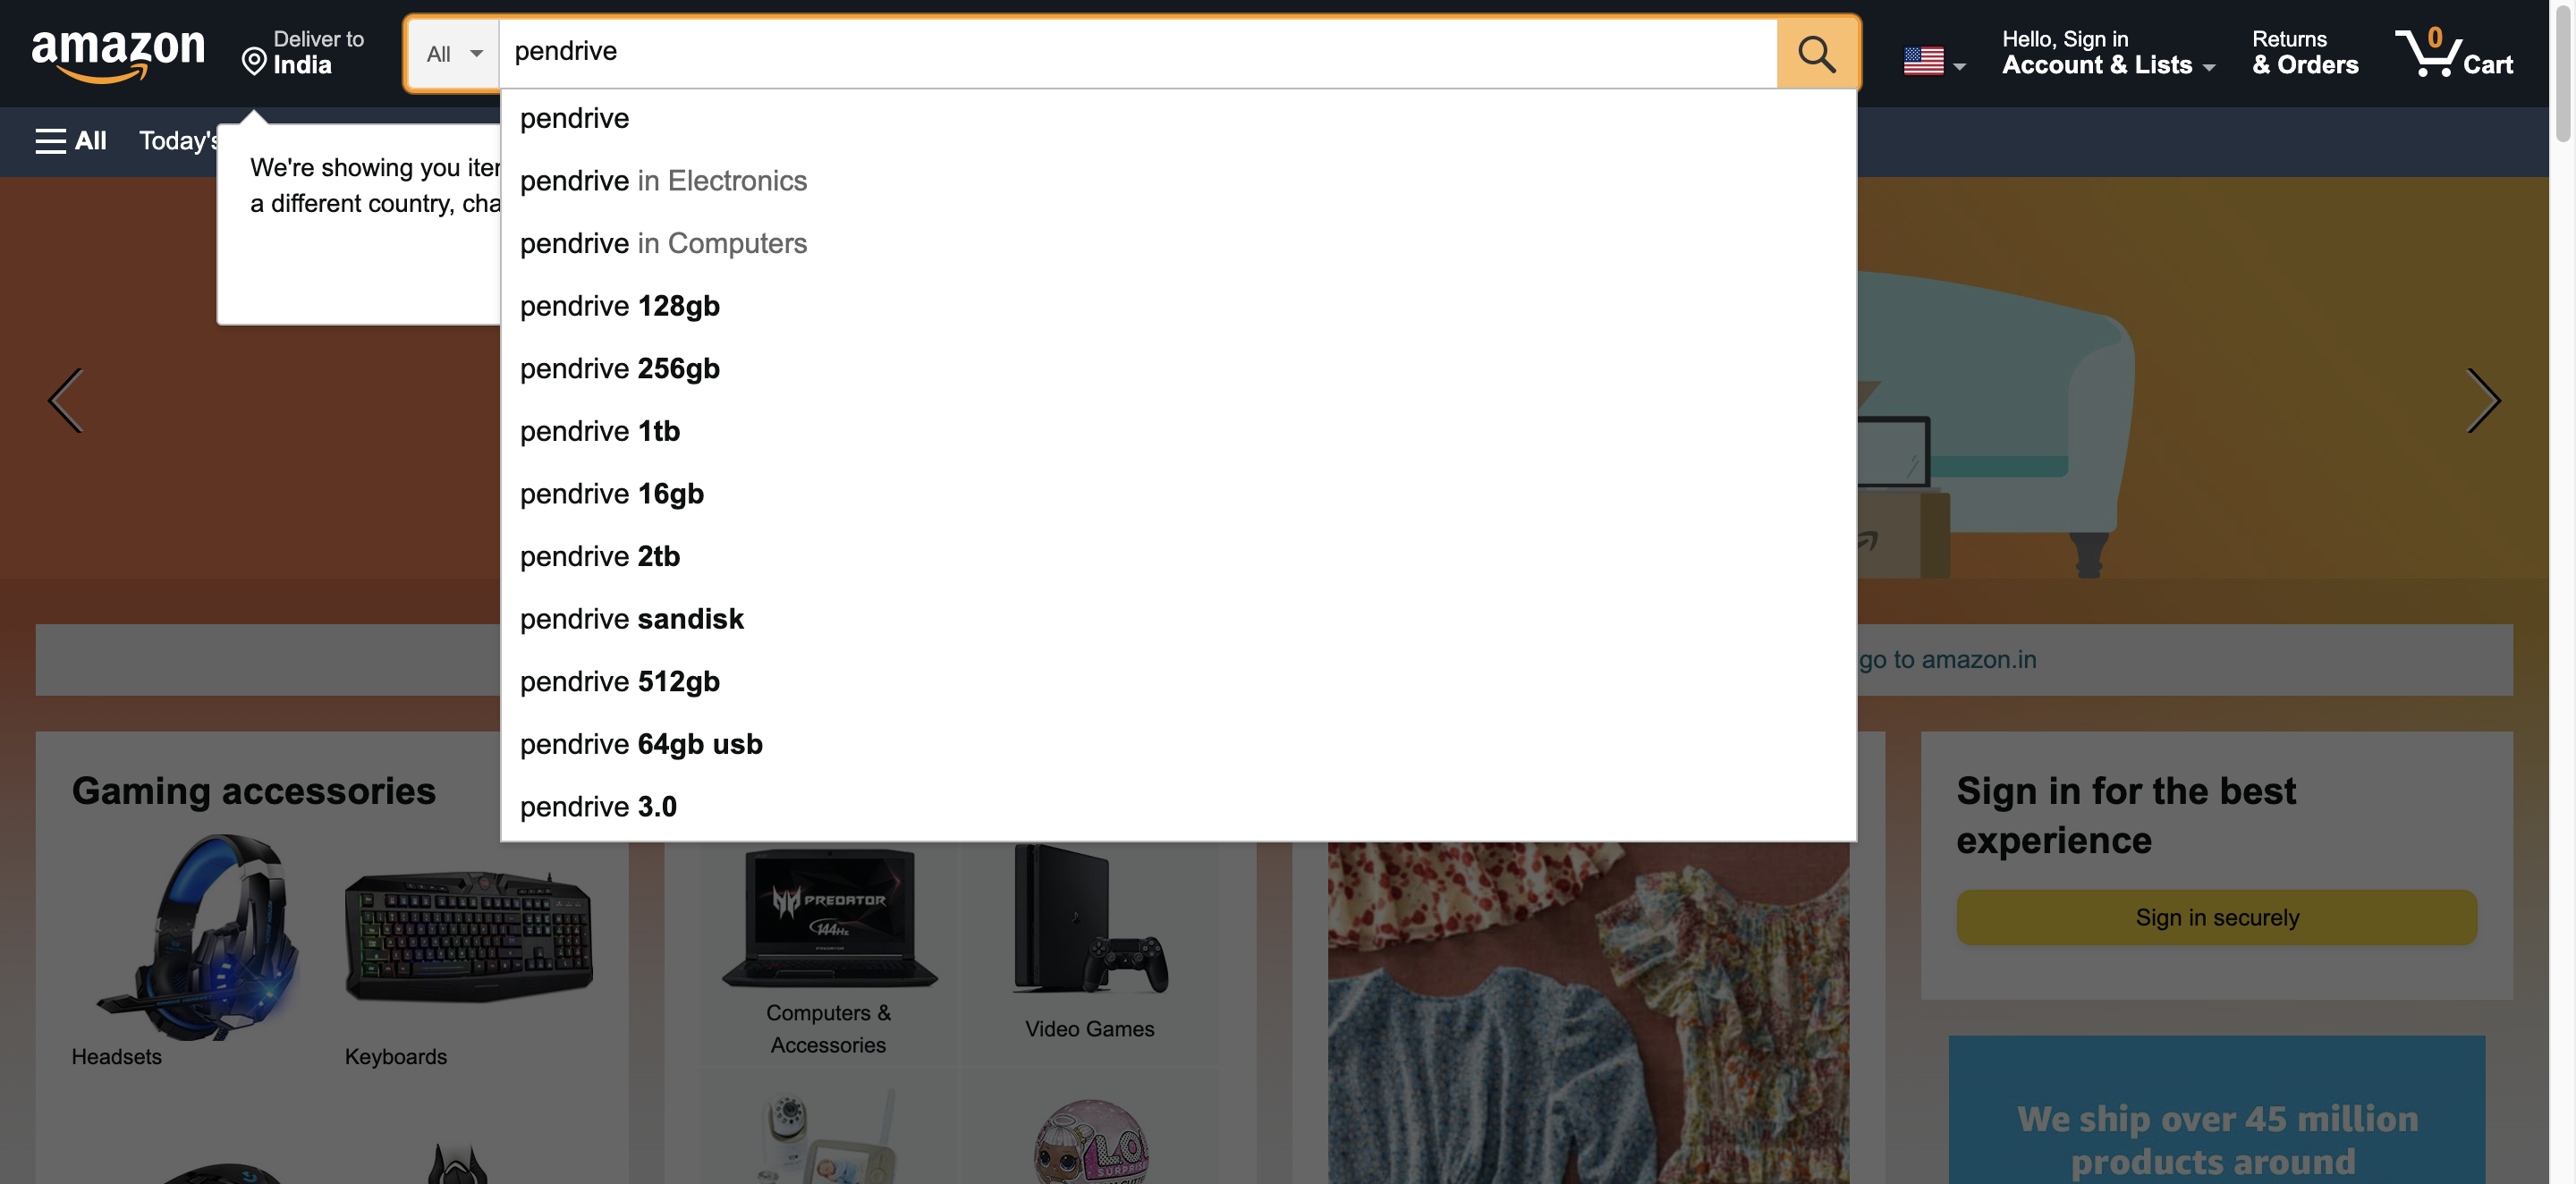 amazon
Deliver to
India
All
pendrive
Hello, Sign in
Account & Lists
Returns
& Orders
0
Cart
All
Today's
We're showing you
a different country,
pendrive
pendrive in Electronics
pendrive in Computers
pendrive 128gb
pendrive 256gb
pendrive 1tb
pendrive 16gb
pendrive 2tb
pendrive sandisk
pendrive 512gb
pendrive 64gb usb
pendrive 3.0
go to amazon.in
Gaming accessories
Headsets
Keyboards
PREDATOR
144Hz
PREDATOR
Computers &
Accessories
Video Games
L.O.L.
SURPRISE
Sign in for the best
experience
Sign in securely
We ship over 45 million
products around